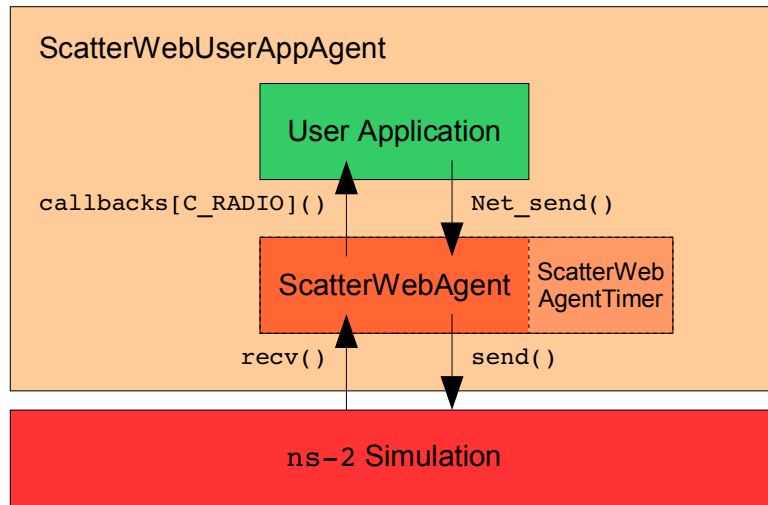 ScatterWebUserAppAgent
User Application
callbacks[C_RADIO]()
Net_send()
ScatterWebAgent
ScatterWeb
AgentTimer
recv()
send()
ns-2 Simulation